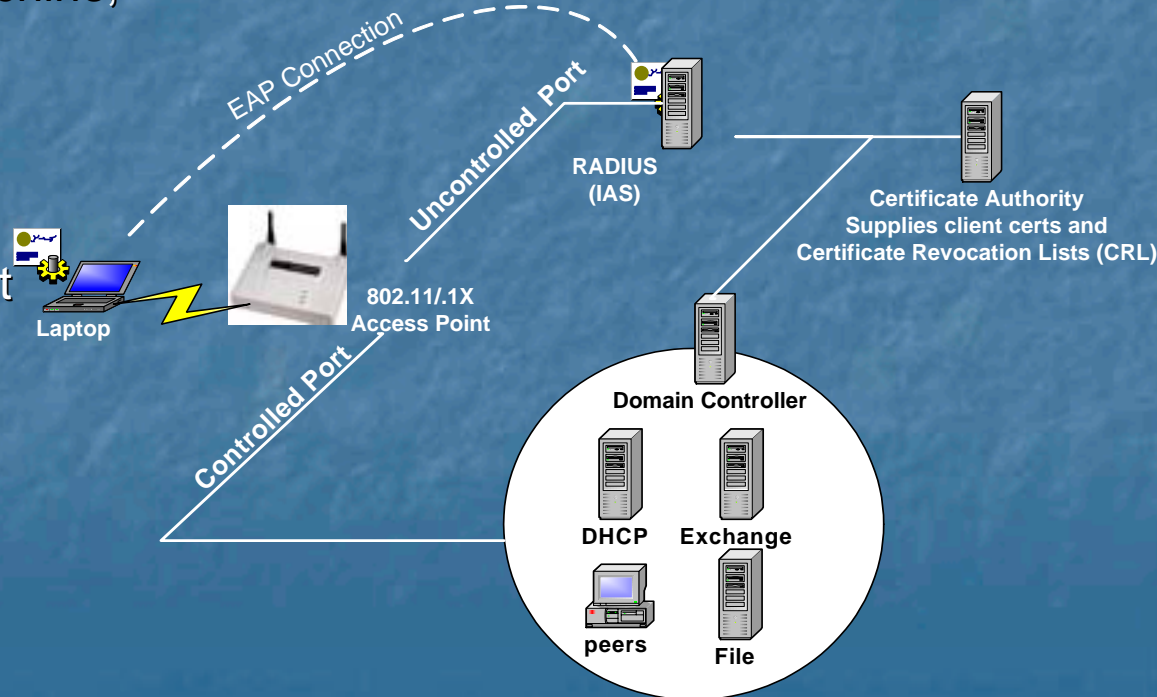 EAP Connection
Uncontrolled Port
RADIUS
(IAS)
Certificate Authority
Supplies client certs and
Certificate Revocation Lists (CRL)
t
Laptop
802.11/.1X
Access Point
Controlled Port
Domain Controller
DHCP
Exchange
peers
File